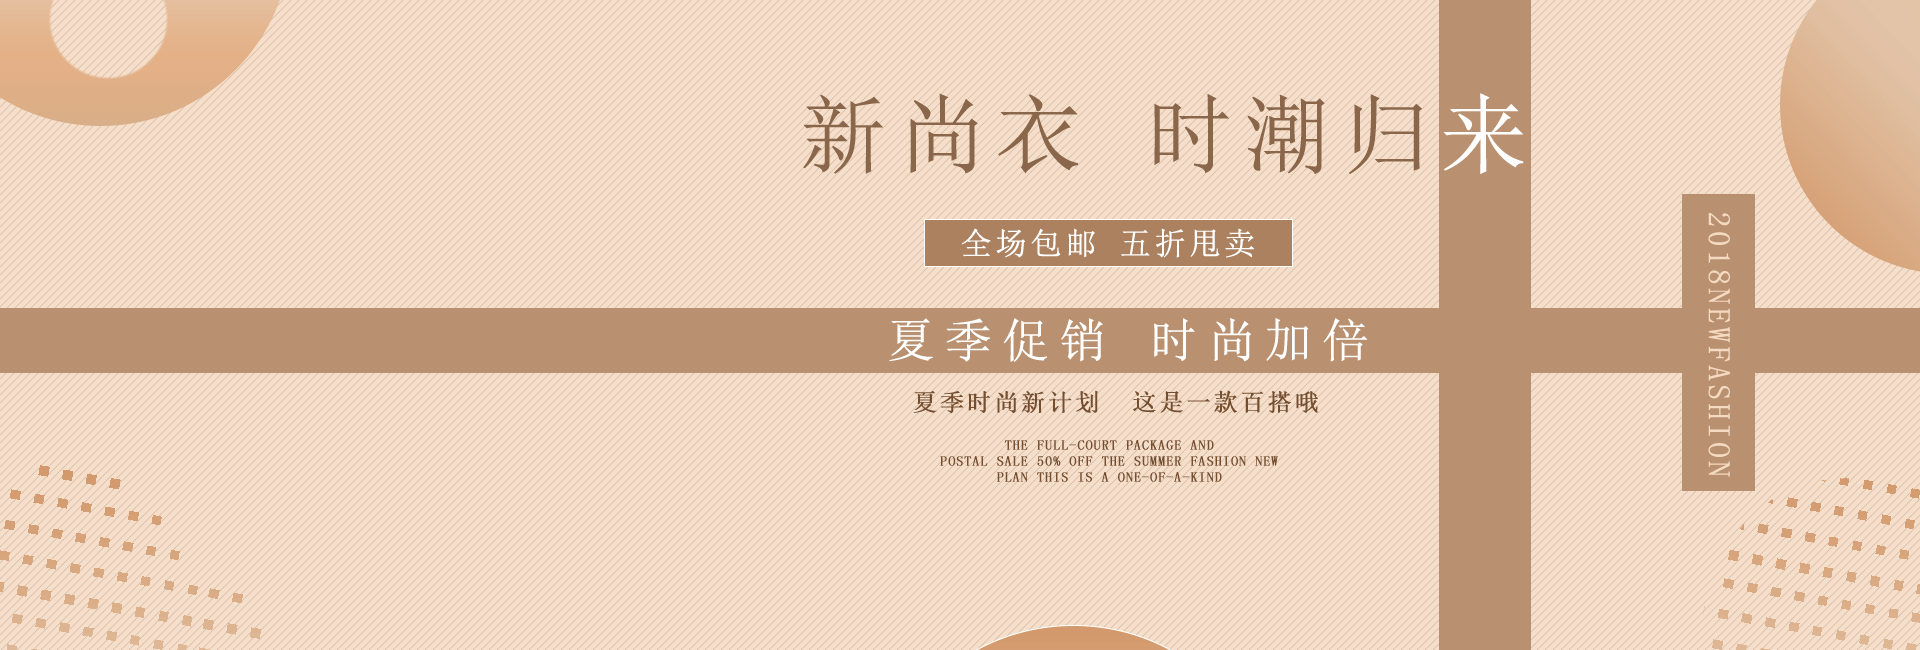 新尚衣 时潮归来
全场包邮 五折甩卖
夏季促销 时尚加倍
夏季时尚新计划 这是一款百搭哦
THE FULL-COURT PACKAGE AND
POSTAL SALE 50% OFF THE SUMMER FASHION NEW
PLAN THIS IS A ONE-OF-A-KIND
2018NEWFASHION